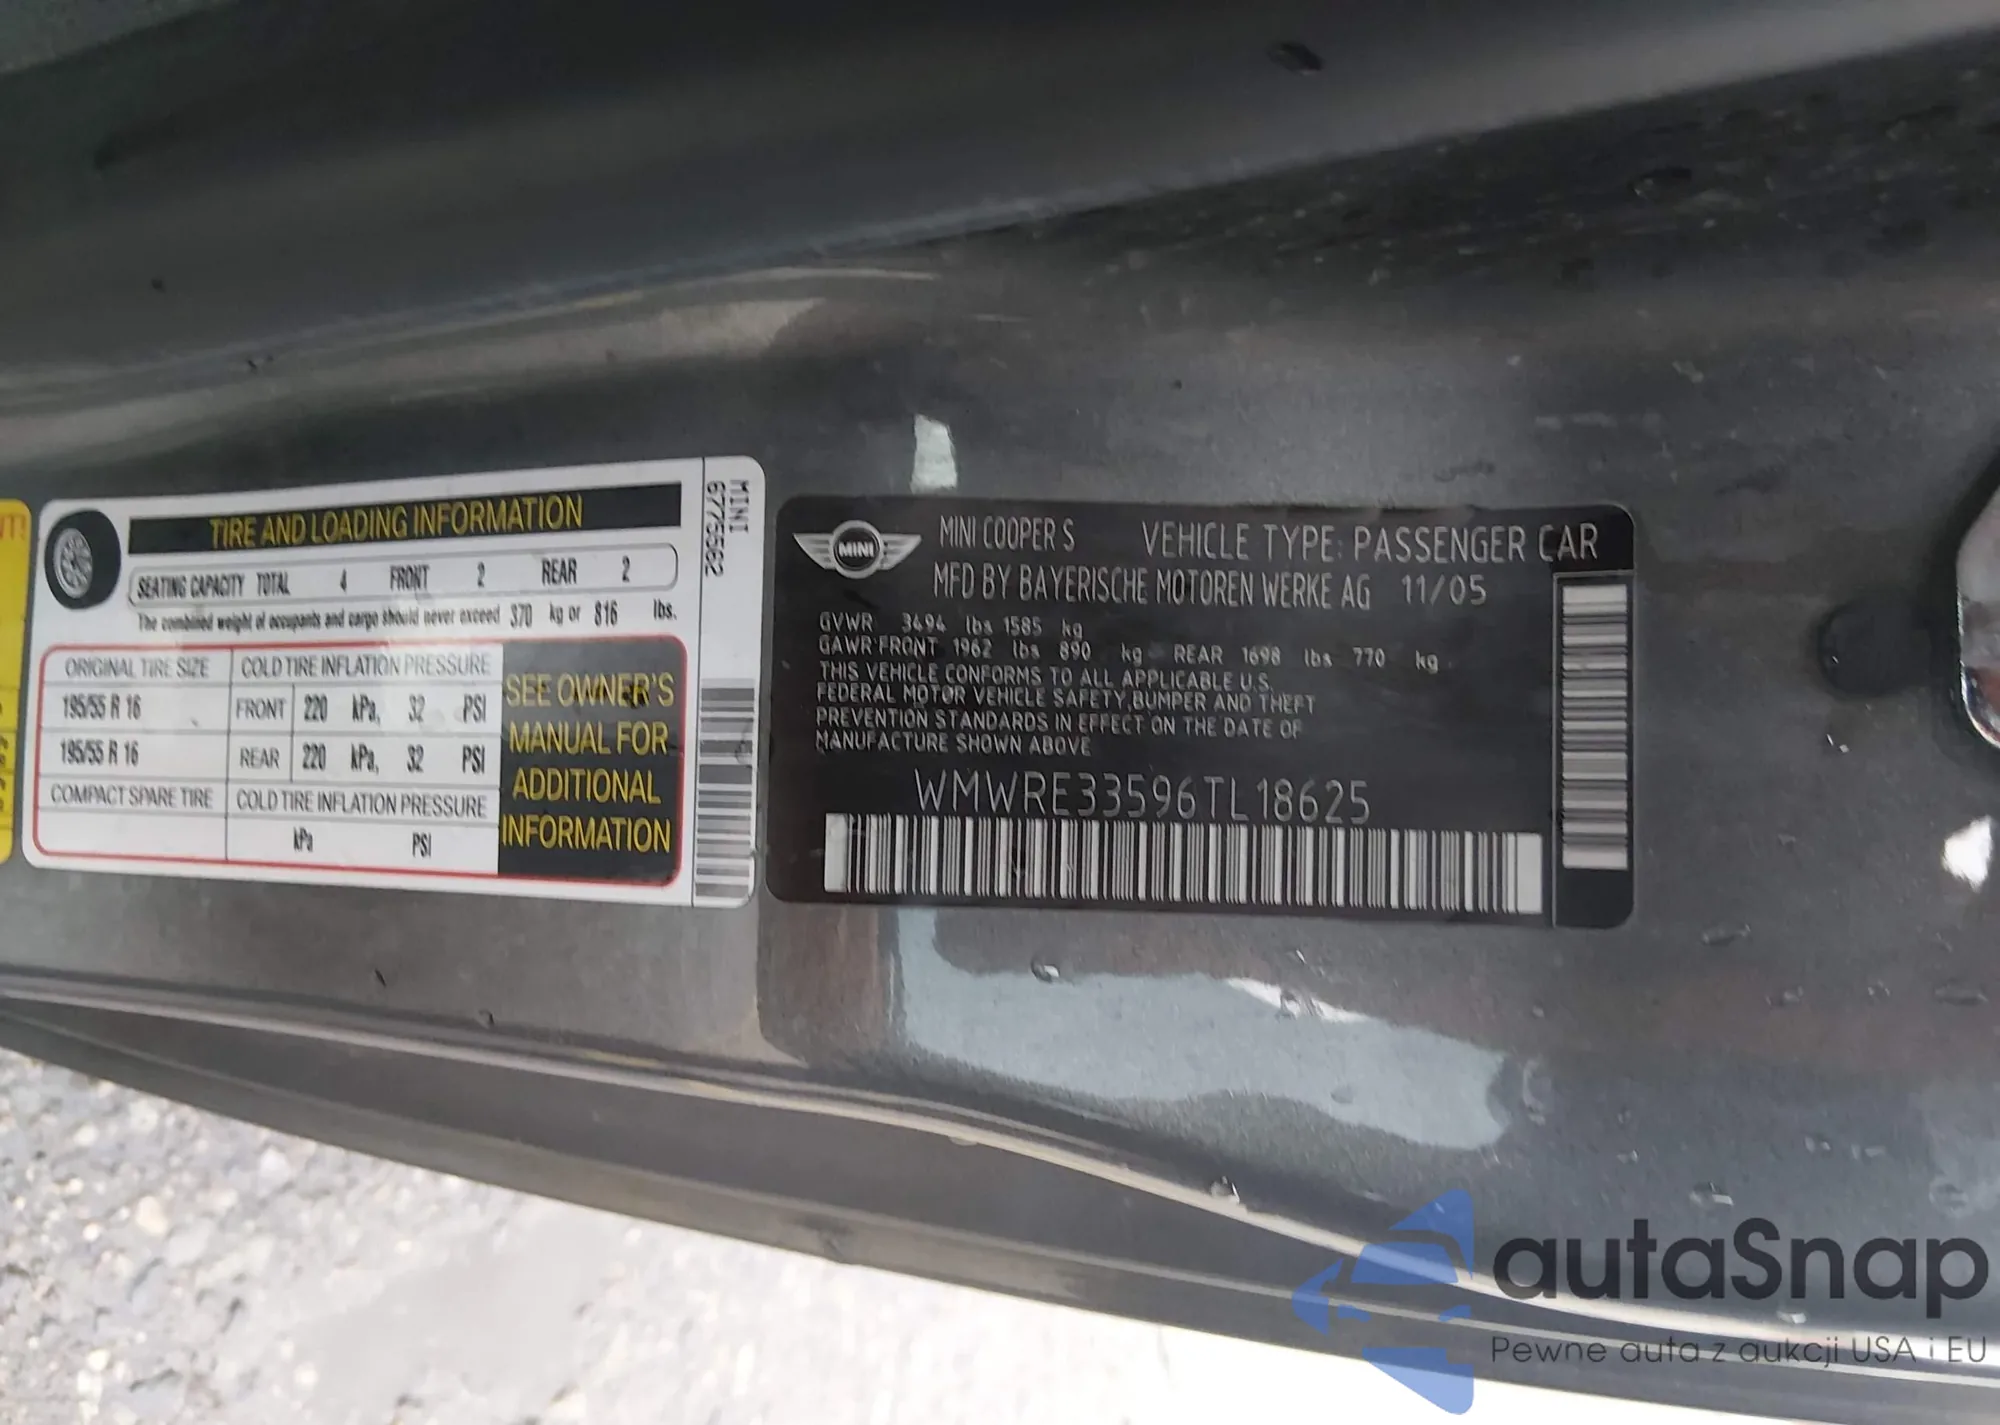 TIRE AND LOADING INFORMATION
SEATING CAPACITY TOTAL 4 FRONT 2 REAR 2
The combined weight of occupants and cargo should never exceed 370 kg or 816 lbs.
ORIGINAL TIRE SIZE COLD TIRE INFLATION PRESSURE
195/55 R 16 FRONT 220 kPa, 32 PSI
195/55 R 16 REAR 220 kPa, 32 PSI
COMPACT SPARE TIRE COLD TIRE INFLATION PRESSURE
kPa PSI
SEE OWNER'S
MANUAL FOR
ADDITIONAL
INFORMATION
MINI
6775562
MINI
MINI COOPER S VEHICLE TYPE: PASSENGER CAR
MFD BY BAYERISCHE MOTOREN WERKE AG 11/05
GVWR 3494 lbs 1585 kg
GAWR FRONT 1962 lbs 890 kg REAR 1698 lbs 770 kg
THIS VEHICLE CONFORMS TO ALL APPLICABLE U.S.
FEDERAL MOTOR VEHICLE SAFETY, BUMPER AND THEFT
PREVENTION STANDARDS IN EFFECT ON THE DATE OF
MANUFACTURE SHOWN ABOVE
WMWRE33596TL18625
autaSnap
Pewne auta z aukcji USA i EU